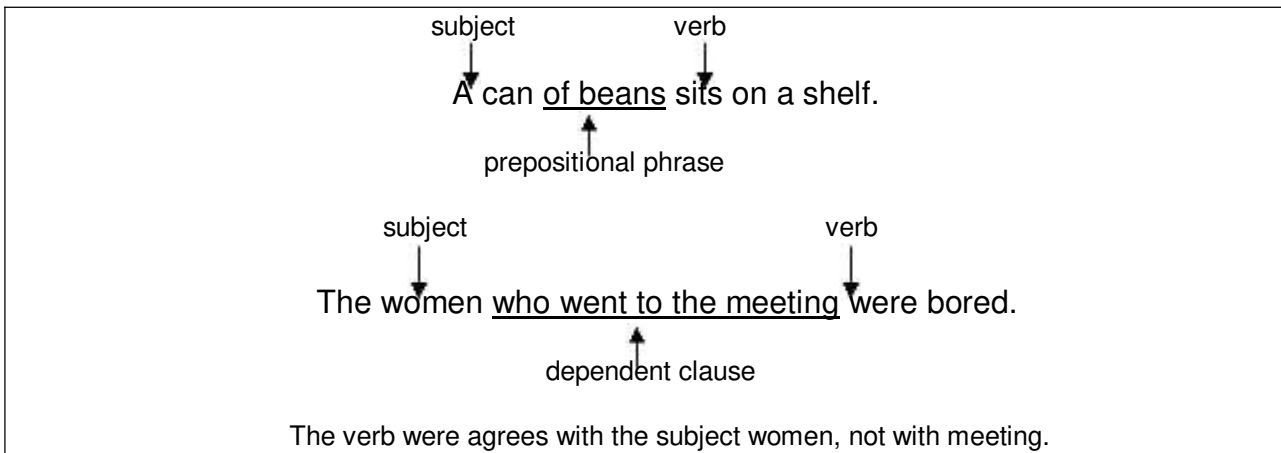 subject verb
A can of beans sits on a shelf.
prepositional phrase
subject verb
The women who went to the meeting were bored.
dependent clause
The verb were agrees with the subject women, not with meeting.